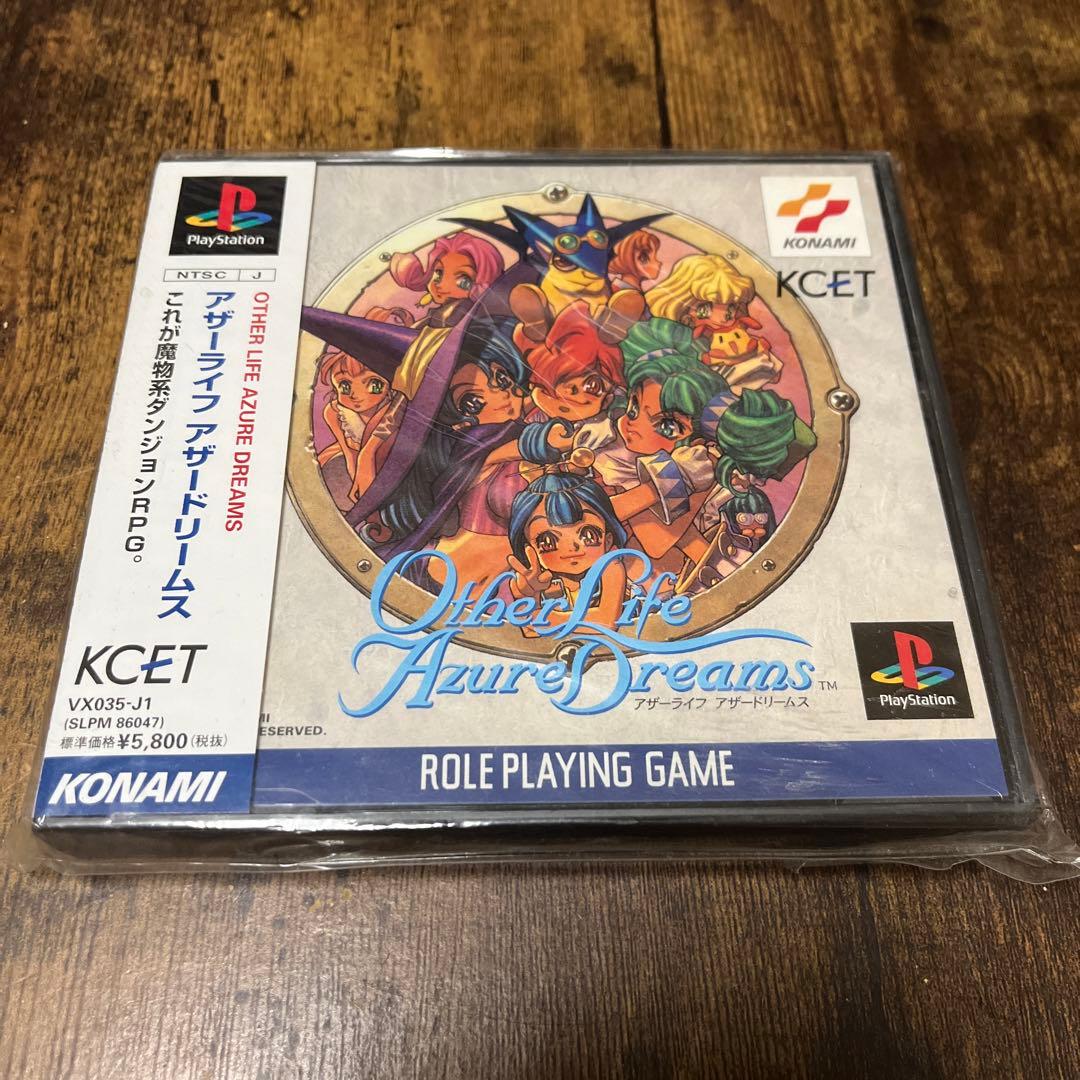 PlayStation
NTSC J
OTHER LIFE AZURE DREAMS
アザーライフ アザードリームス
これが魔物系ダンジョンRPG。
KCET
VX035-J1
(SLPM 86047)
標準価格¥5,800(税抜)
KONAMI
KONAMI
KCET
Other Life
Azure Dreams™
アザーライフ アザードリームス
PlayStation
ESERVED.
ROLE PLAYING GAME